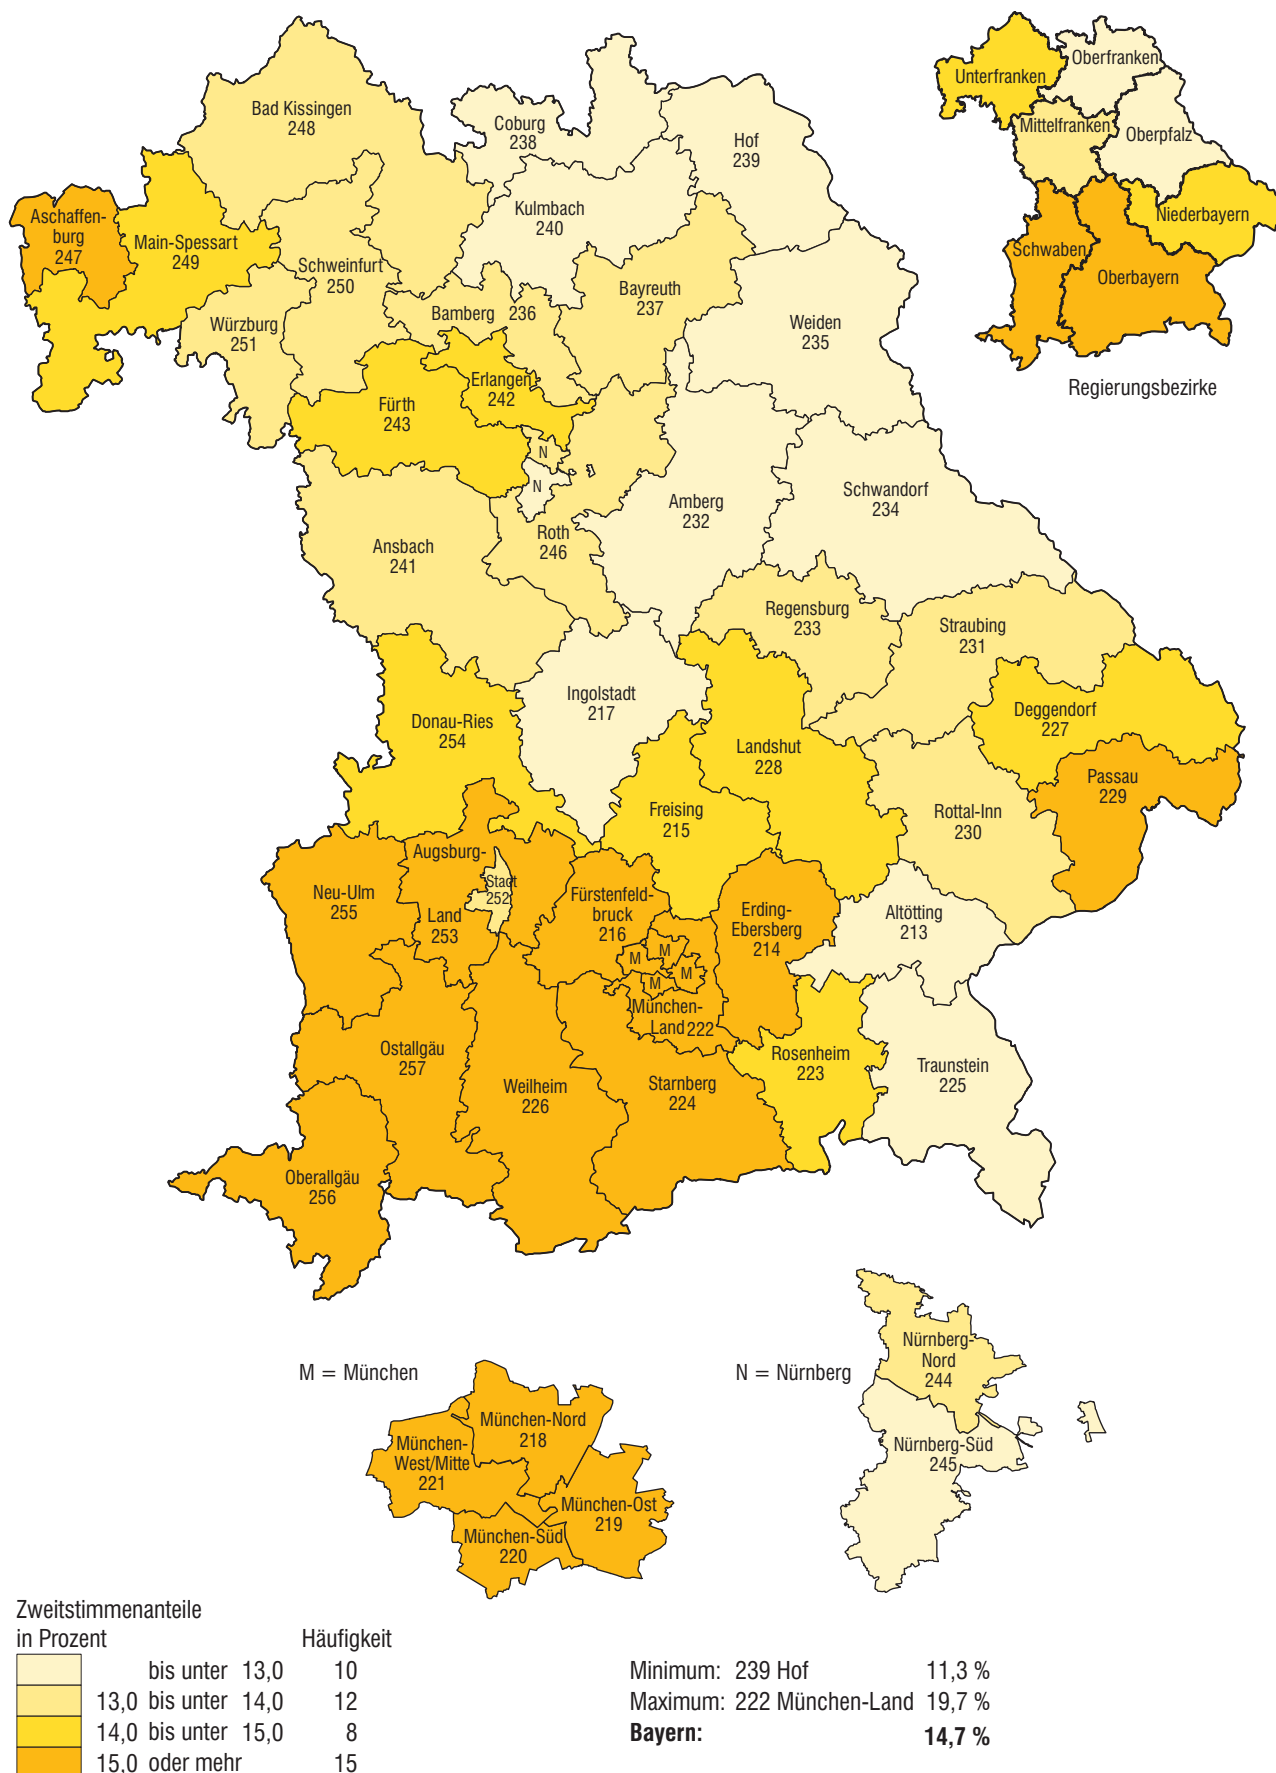 Bad Kissingen
248
Coburg
238
Hof
239
Kulmbach
240
Aschaffen-
burg
247
Main-Spessart
249
Schweinfurt
250
Würzburg
251
Bamberg 236
Bayreuth
237
Weiden
235
Erlangen
242
Fürth
243
N
N
Amberg
232
Schwandorf
234
Ansbach
241
Roth
246
Regensburg
233
Straubing
231
Ingolstadt
217
Donau-Ries
254
Landshut
228
Deggendorf
227
Passau
229
Freising
215
Rottal-Inn
230
Augsburg-
Land
253
Stadt
252
Neu-Ulm
255
Fürstenfeld-
bruck
216
Erding-
Ebersberg
214
Altötting
213
M
M
M
M
München-
Land 222
Ostallgäu
257
Weilheim
226
Starnberg
224
Rosenheim
223
Traunstein
225
Oberallgäu
256
Unterfranken
Oberfranken
Mittelfranken
Oberpfalz
Niederbayern
Schwaben
Oberbayern
Regierungsbezirke
M = München
München-Nord
218
München-
West/Mitte
221
München-Ost
219
München-Süd
220
N = Nürnberg
Nürnberg-
Nord
244
Nürnberg-Süd
245
Zweitstimmenanteile
in Prozent Häufigkeit
bis unter 13,0 10
13,0 bis unter 14,0 12
14,0 bis unter 15,0 8
15,0 oder mehr 15
Minimum: 239 Hof 11,3 %
Maximum: 222 München-Land 19,7 %
Bayern: 14,7 %